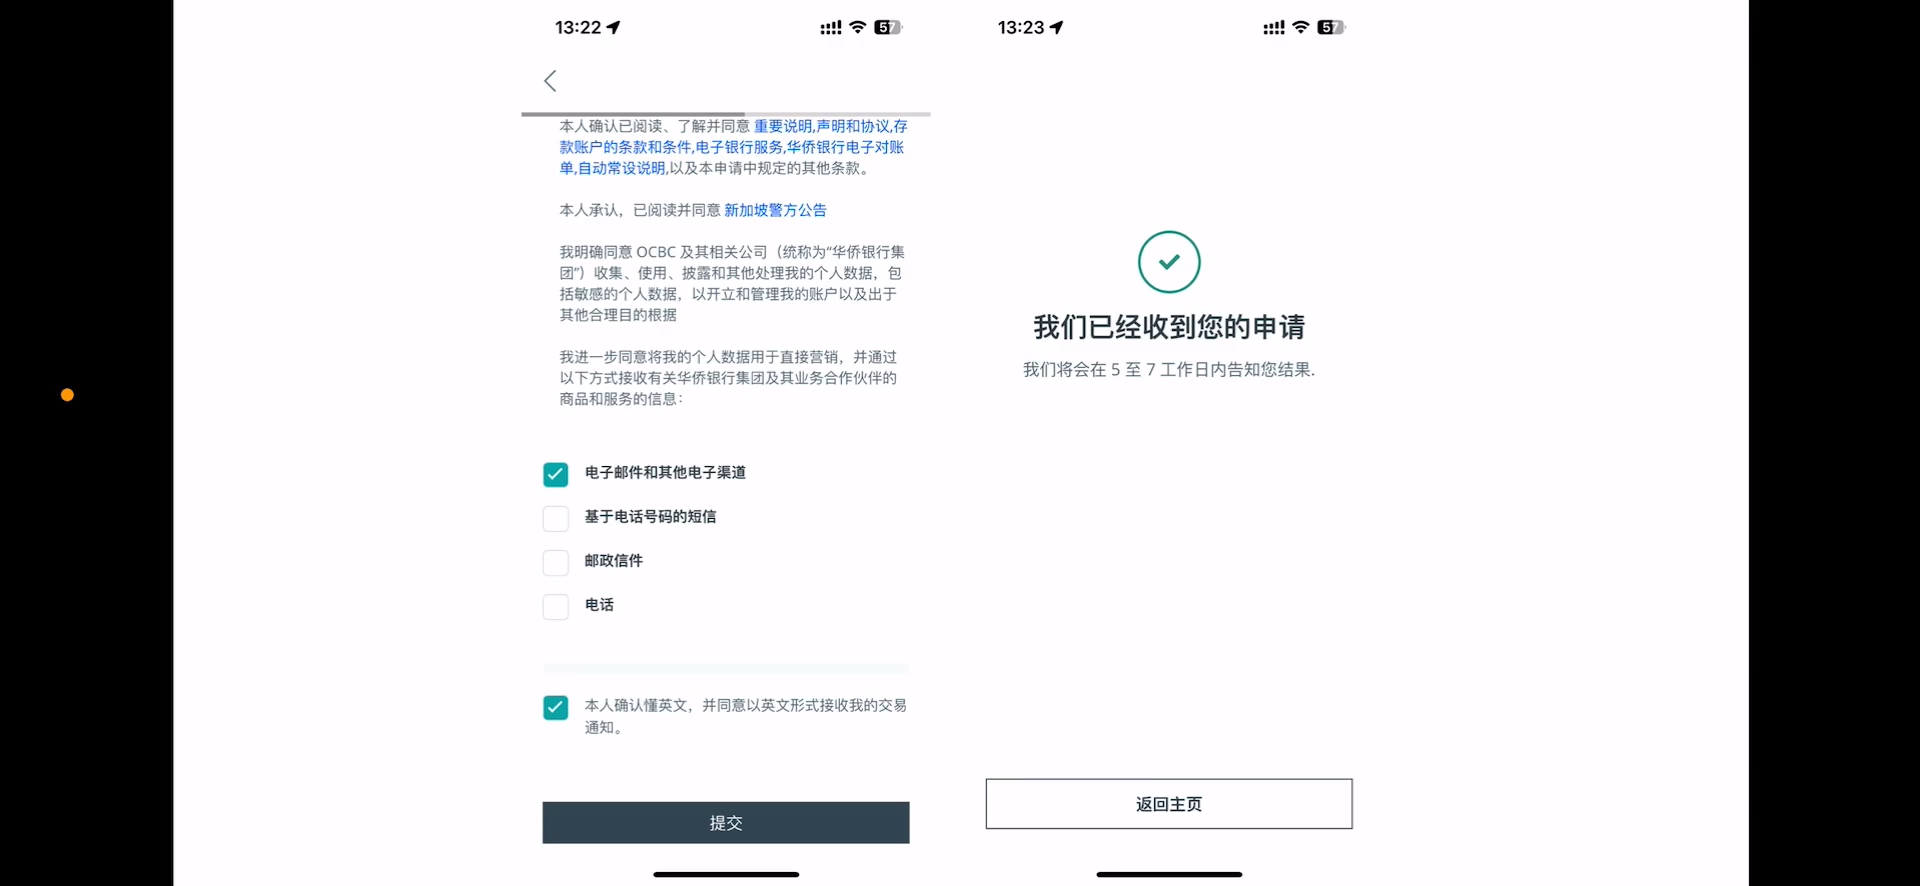 13:22
57
本人确认已阅读、了解并同意 重要说明,声明和协议,存
款账户的条款和条件,电子银行服务,华侨银行电子对账
单,自动常设说明,以及本申请中规定的其他条款。
本人承认，已阅读并同意 新加坡警方公告
我明确同意 OCBC 及其相关公司（统称为“华侨银行集
团”）收集、使用、披露和其他处理我的个人数据，包
括敏感的个人数据，以开立和管理我的账户以及出于
其他合理目的根据
我进一步同意将我的个人数据用于直接营销，并通过
以下方式接收有关华侨银行集团及其业务合作伙伴的
商品和服务的信息：
电子邮件和其他电子渠道
基于电话号码的短信
邮政信件
电话
本人确认懂英文，并同意以英文形式接收我的交易
通知。
提交
13:23
57
我们已经收到您的申请
我们将会在 5 至 7 工作日内告知您结果.
返回主页